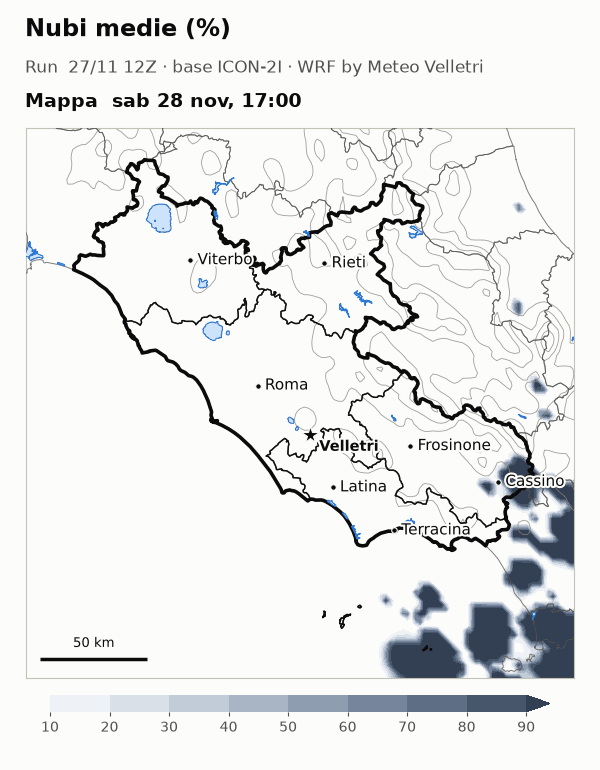 Nubi medie (%)
Run 27/11 12Z · base ICON-2I · WRF by Meteo Velletri
Mappa sab 28 nov, 17:00
Viterbo
Rieti
Roma
Velletri
Frosinone
Cassino
Latina
Terracina
50 km
10 20 30 40 50 60 70 80 90